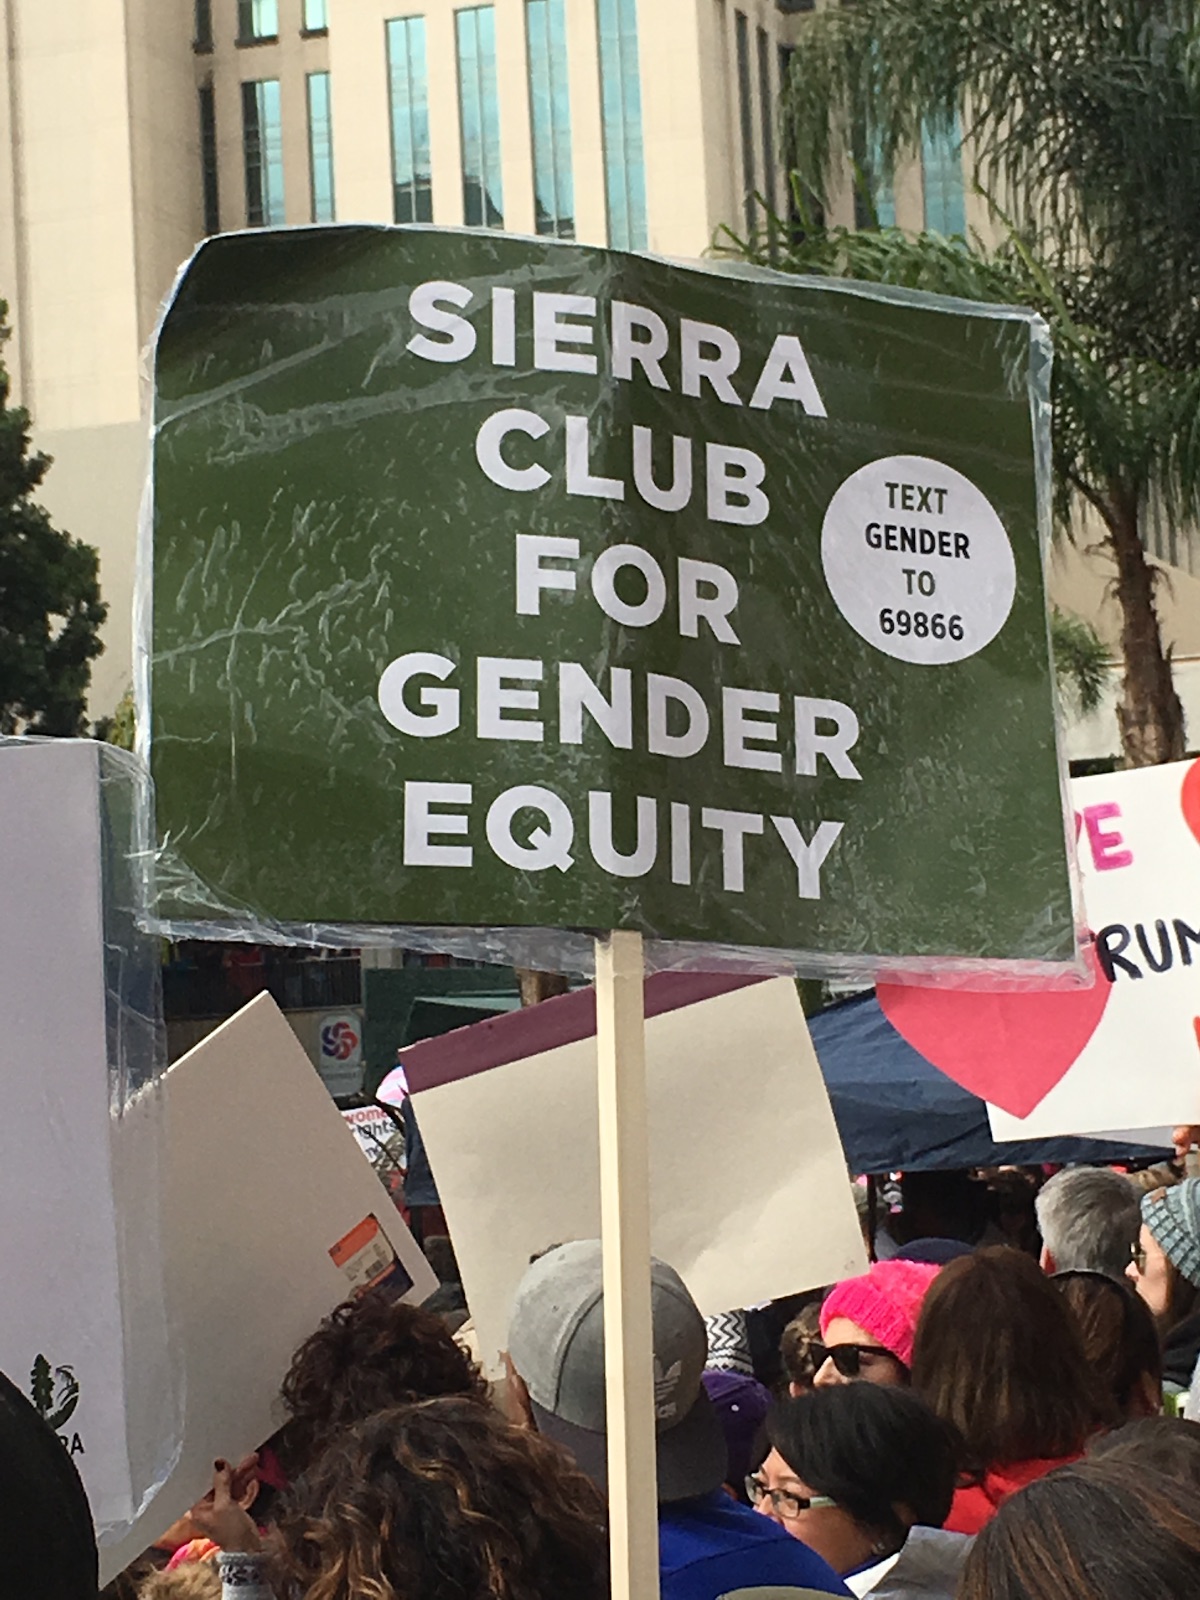 SIERRA
CLUB
FOR
GENDER
EQUITY
TEXT
GENDER
TO
69866